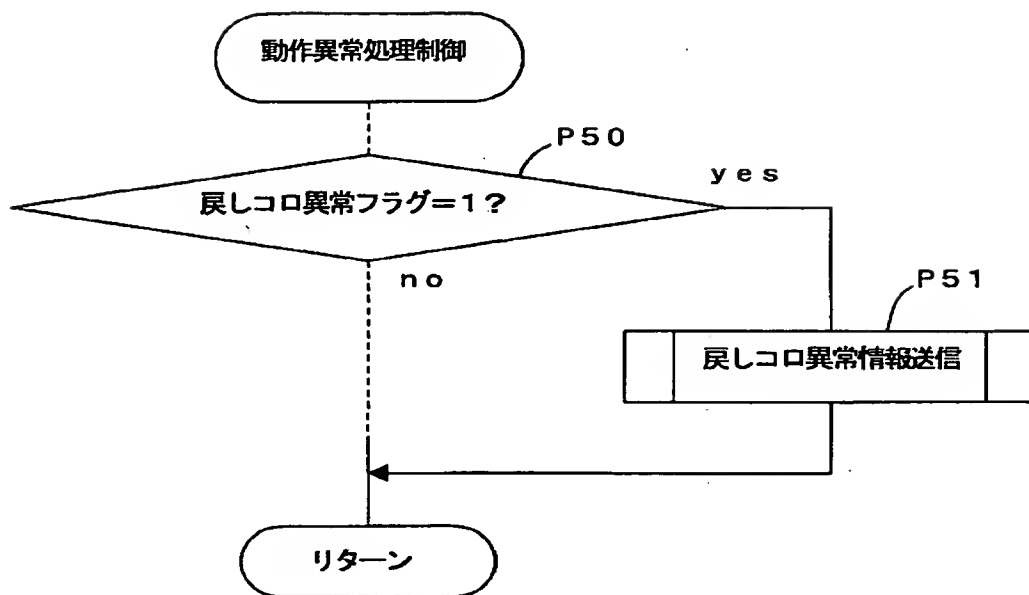 動作異常処理制御
P50
yes
戻しコロ異常フラグ=1?
no
P51
戻しコロ異常情報送信
リターン